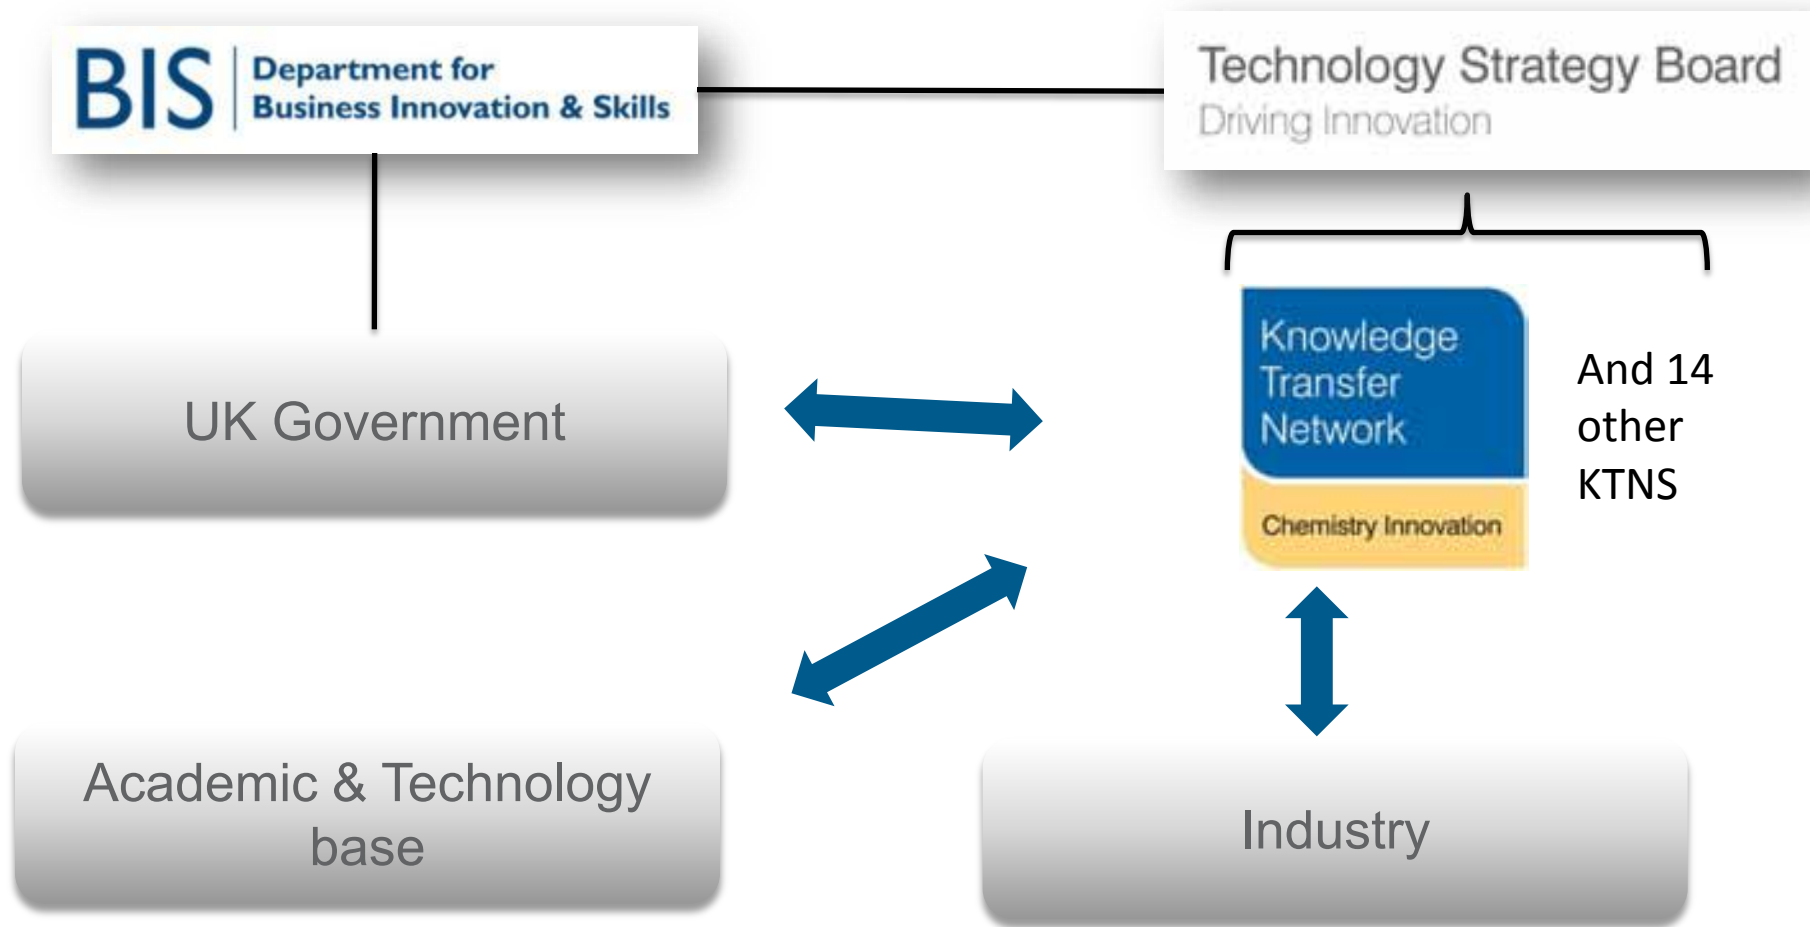 BIS
Department for
Business Innovation & Skills
Technology Strategy Board
Driving Innovation
UK Government
Knowledge
Transfer
Network
Chemistry Innovation
And 14
other
KTNS
Academic & Technology
base
Industry